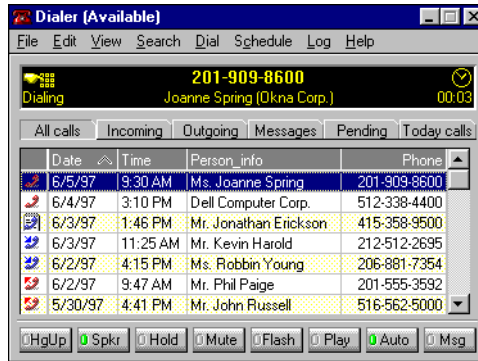 Dialer (Available)
File Edit View Search Dial Schedule Log Help
201-909-8600
Dialing Joanne Spring (Okna Corp.) 00:03
All calls Incoming Outgoing Messages Pending Today calls
Date Time Person_info Phone
6/5/97 9:30 AM Ms. Joanne Spring 201-909-8600
6/4/97 3:10 PM Dell Computer Corp. 512-338-4400
6/3/97 1:46 PM Mr. Jonathan Erickson 415-358-9500
6/3/97 11:25 AM Mr. Kevin Harold 212-512-2695
6/2/97 4:15 PM Ms. Robbin Young 206-881-7354
6/2/97 9:47 AM Mr. Phil Paige 201-555-3592
5/30/97 4:41 PM Mr. John Russell 516-562-5000
HgUp Spkr Hold Mute Flash Play Auto Msg